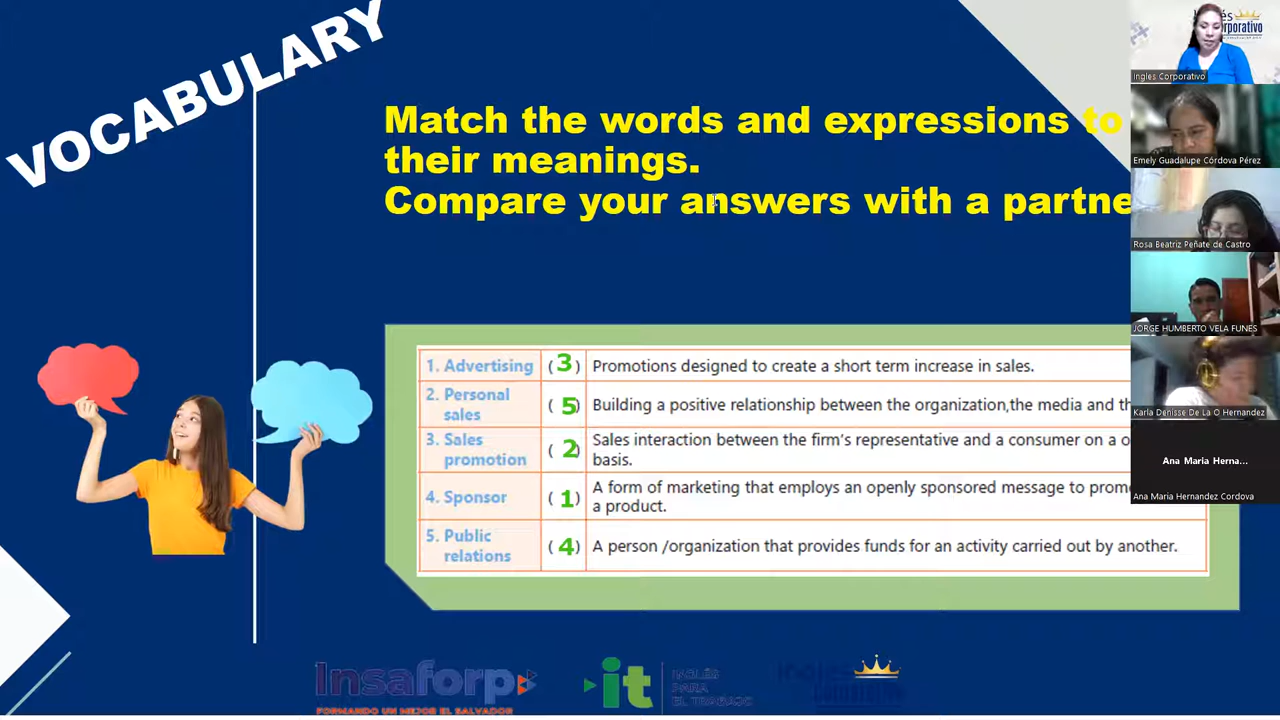 VOCABULARY
Match the words and expressions to
their meanings.
Compare your answers with a
1. Advertising (3) Promotions designed to create a short term increase in sales.
2. Personal sales (5) Building a positive relationship between the organization,the media and
3. Sales promotion (2) Sales interaction between the firm's representative and a consumer on a
basis.
4. Sponsor (1) A form of marketing that employs an openly sponsored message to
a product.
5. Public relations (4) A person /organization that provides funds for an activity carried out by another.
Insaforp
FORMANDO UN MEJOR EL SALVADOR
it
INGLÉS
PARA
EL TRABAJO
Inglés
Corporativo
Ingles Corporativo
Emely Guadalupe Córdova Pérez
Rosa Beatriz Peñate de Castro
JORGE HUMBERTO VELA FUNES
Karla Denisse De La O Hernandez
Ana Maria Herna...
Ana Maria Hernandez Cordova